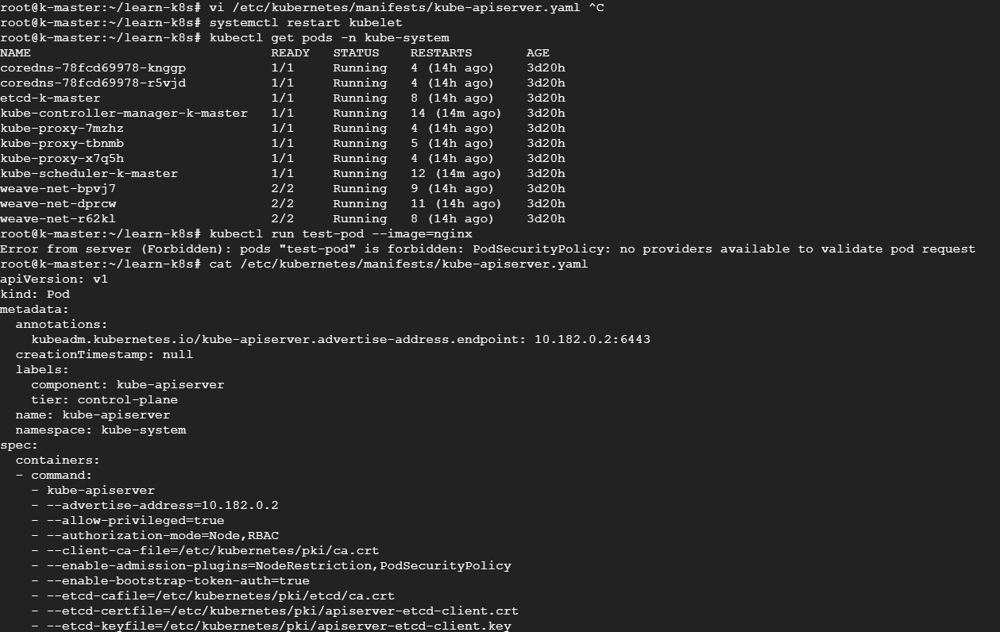 root@k-master:~/learn-k8s# vi /etc/kubernetes/manifests/kube-apiserver.yaml ^C
root@k-master:~/learn-k8s# systemctl restart kubelet
root@k-master:~/learn-k8s# kubectl get pods -n kube-system
NAME                               READY   STATUS    RESTARTS       AGE
coredns-78fcd69978-knggp           1/1     Running   4 (14h ago)    3d20h
coredns-78fcd69978-r5vjd           1/1     Running   4 (14h ago)    3d20h
etcd-k-master                      1/1     Running   8 (14h ago)    3d20h
kube-controller-manager-k-master   1/1     Running   14 (14m ago)   3d20h
kube-proxy-7mzhz                   1/1     Running   4 (14h ago)    3d20h
kube-proxy-tbnmb                   1/1     Running   5 (14h ago)    3d20h
kube-proxy-x7q5h                   1/1     Running   4 (14h ago)    3d20h
kube-scheduler-k-master            1/1     Running   12 (14m ago)   3d20h
weave-net-bpvj7                    2/2     Running   9 (14h ago)    3d20h
weave-net-dprcw                    2/2     Running   11 (14h ago)   3d20h
weave-net-r62kl                    2/2     Running   8 (14h ago)    3d20h
root@k-master:~/learn-k8s# kubectl run test-pod --image=nginx
Error from server (Forbidden): pods "test-pod" is forbidden: PodSecurityPolicy: no providers available to validate pod request
root@k-master:~/learn-k8s# cat /etc/kubernetes/manifests/kube-apiserver.yaml
apiVersion: v1
kind: Pod
metadata:
  annotations:
    kubeadm.kubernetes.io/kube-apiserver.advertise-address.endpoint: 10.182.0.2:6443
  creationTimestamp: null
  labels:
    component: kube-apiserver
    tier: control-plane
  name: kube-apiserver
  namespace: kube-system
spec:
  containers:
  - command:
    - kube-apiserver
    - --advertise-address=10.182.0.2
    - --allow-privileged=true
    - --authorization-mode=Node,RBAC
    - --client-ca-file=/etc/kubernetes/pki/ca.crt
    - --enable-admission-plugins=NodeRestriction,PodSecurityPolicy
    - --enable-bootstrap-token-auth=true
    - --etcd-cafile=/etc/kubernetes/pki/etcd/ca.crt
    - --etcd-certfile=/etc/kubernetes/pki/apiserver-etcd-client.crt
    - --etcd-keyfile=/etc/kubernetes/pki/apiserver-etcd-client.key